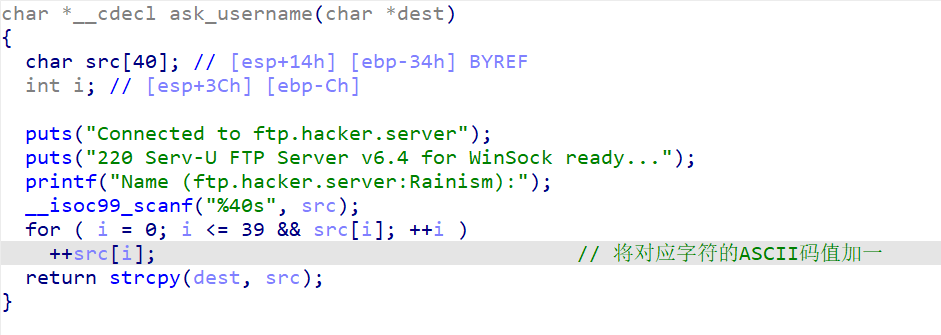 char *__cdecl ask_username(char *dest)
{
  char src[40]; // [esp+14h] [ebp-34h] BYREF
  int i; // [esp+3Ch] [ebp-Ch]

  puts("Connected to ftp.hacker.server");
  puts("220 Serv-U FTP Server v6.4 for WinSock ready...");
  printf("Name (ftp.hacker.server:Rainism):");
  __isoc99_scanf("%40s", src);
  for ( i = 0; i <= 39 && src[i]; ++i )
    ++src[i];                                   // 将对应字符的ASCII码值加一
  return strcpy(dest, src);
}